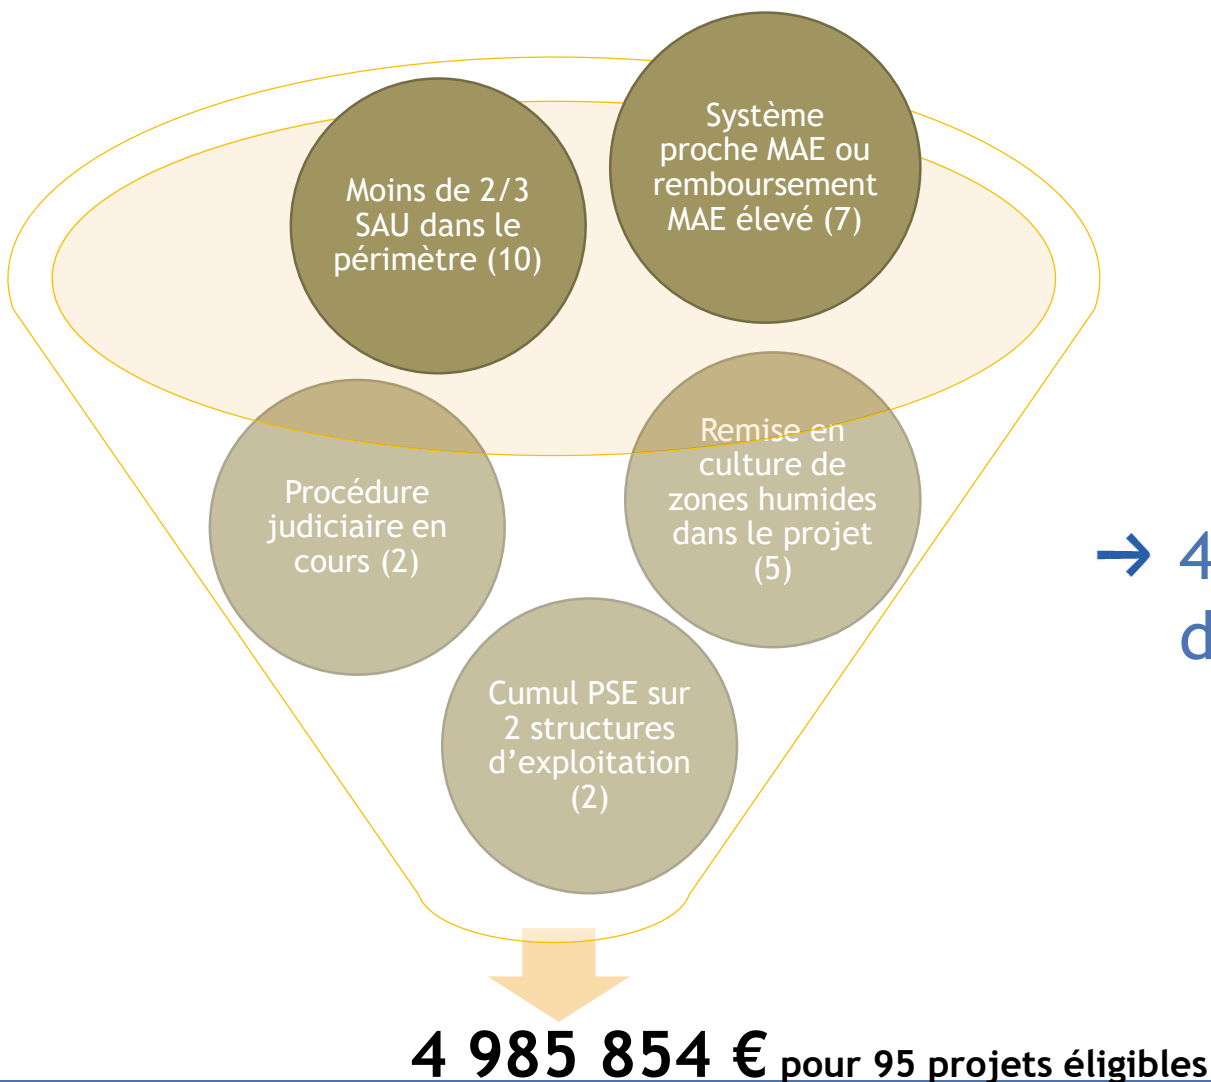 Système
proche MAE ou
remboursement
MAE élevé (7)
Moins de 2/3
SAU dans le
périmètre (10)
Remise en
culture de
zones humides
dans le projet
(5)
Procédure
judiciaire en
cours (2)
Cumul PSE sur
2 structures
d’exploitation
(2)
→ 4
d
4 985 854 € pour 95 projets éligibles